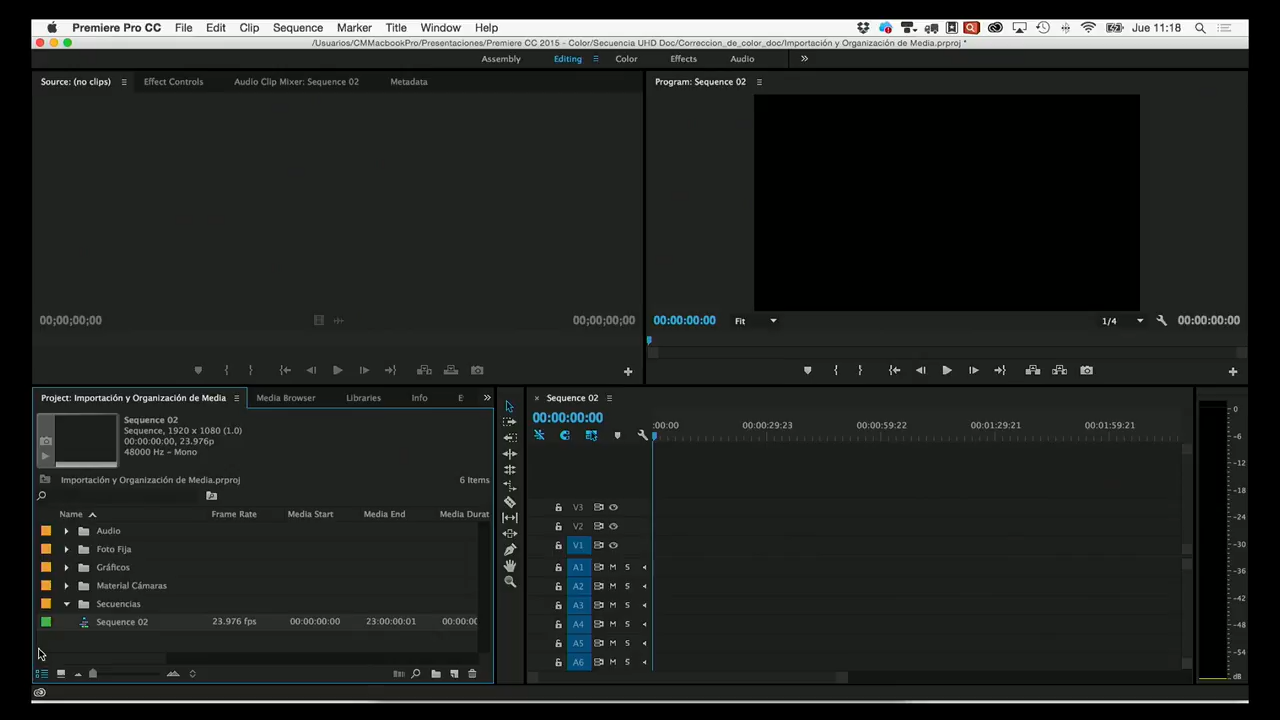 Premiere Pro CC File Edit Clip Sequence Marker Title Window Help Jue 11:18
/Usuarios/CMMacbookPro/Presentaciones/Premiere CC 2015 - Color/Secuencia UHD Doc/Correccion_de_color_doc/Importación y Organización de Media.prproj *
Assembly Editing Color Effects Audio
Source: (no clips) Effect Controls Audio Clip Mixer: Sequence 02 Metadata
Program: Sequence 02
00;00;00;00 00;00;00;00
00:00:00:00 Fit 1/4 00:00:00:00
Project: Importación y Organización de Media Media Browser Libraries Info E
Sequence 02
Sequence, 1920 x 1080 (1.0)
00:00:00:00, 23.976p
48000 Hz - Mono
Importación y Organización de Media.prproj 6 Items
Name Frame Rate Media Start Media End Media Durat
Audio
Foto Fija
Gráficos
Material Cámaras
Secuencias
Sequence 02 23.976 fps 00:00:00:00 23:00:00:01 00:00:00
Sequence 02
00:00:00:00
:00:00 00:00:29:23 00:00:59:22 00:01:29:21 00:01:59:21
V3
V2
V1
A1 M S
A2 M S
A3 M S
A4 M S
A5 M S
A6 M S
0
-6
-12
-18
-24
-30
-36
-42
-48
-54
dB